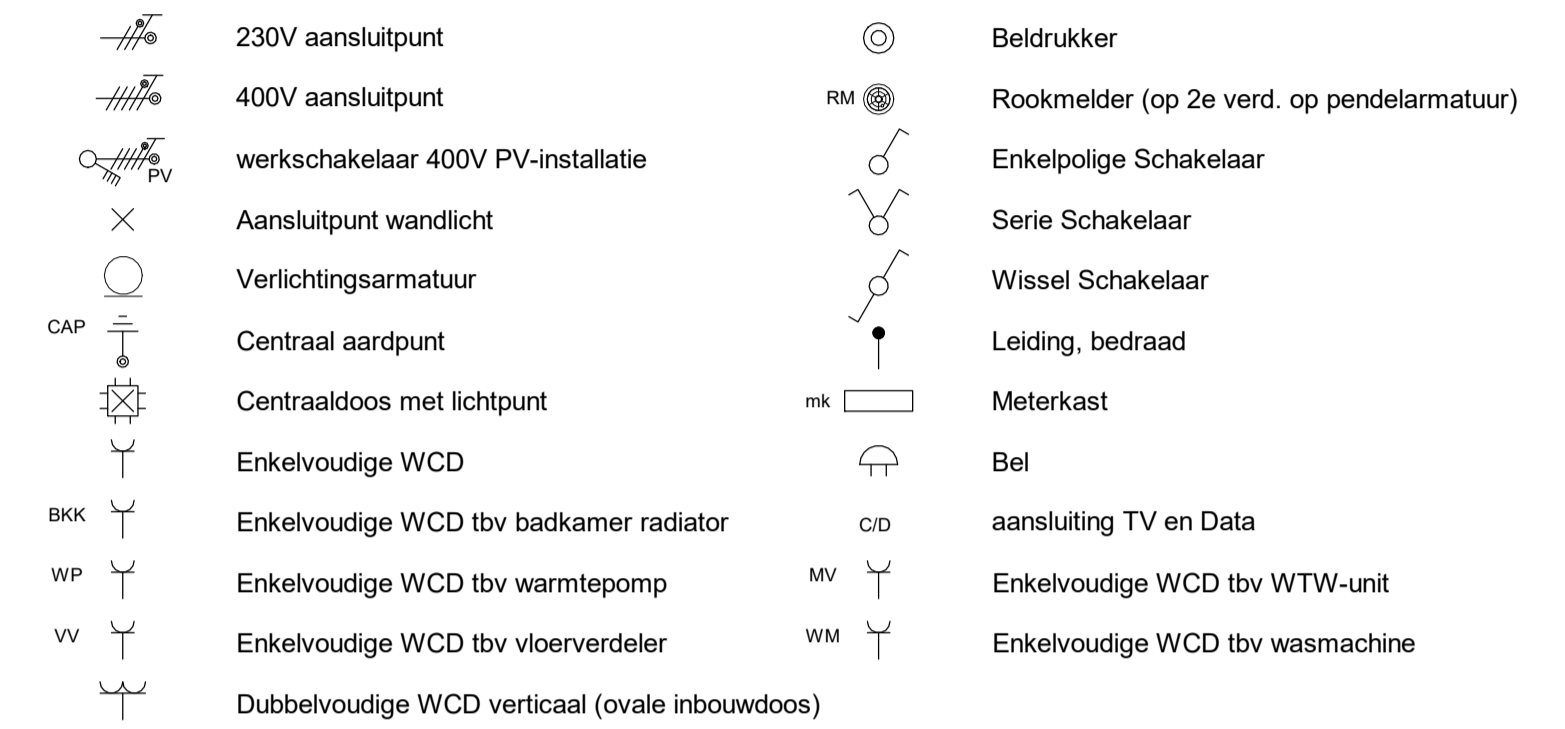 230V aansluitpunt
400V aansluitpunt
PV werkschakelaar 400V PV-installatie
Aansluitpunt wandlicht
Verlichtingsarmatuur
CAP Centraal aardpunt
Centraaldoos met lichtpunt
Enkelvoudige WCD
BKK Enkelvoudige WCD tbv badkamer radiator
WP Enkelvoudige WCD tbv warmtepomp
VV Enkelvoudige WCD tbv vloerverdeler
Dubbelvoudige WCD verticaal (ovale inbouwdoos)
Beldrukker
RM Rookmelder (op 2e verd. op pendelarmatuur)
Enkelpolige Schakelaar
Serie Schakelaar
Wissel Schakelaar
Leiding, bedraad
mk Meterkast
Bel
C/D aansluiting TV en Data
MV Enkelvoudige WCD tbv WTW-unit
WM Enkelvoudige WCD tbv wasmachine